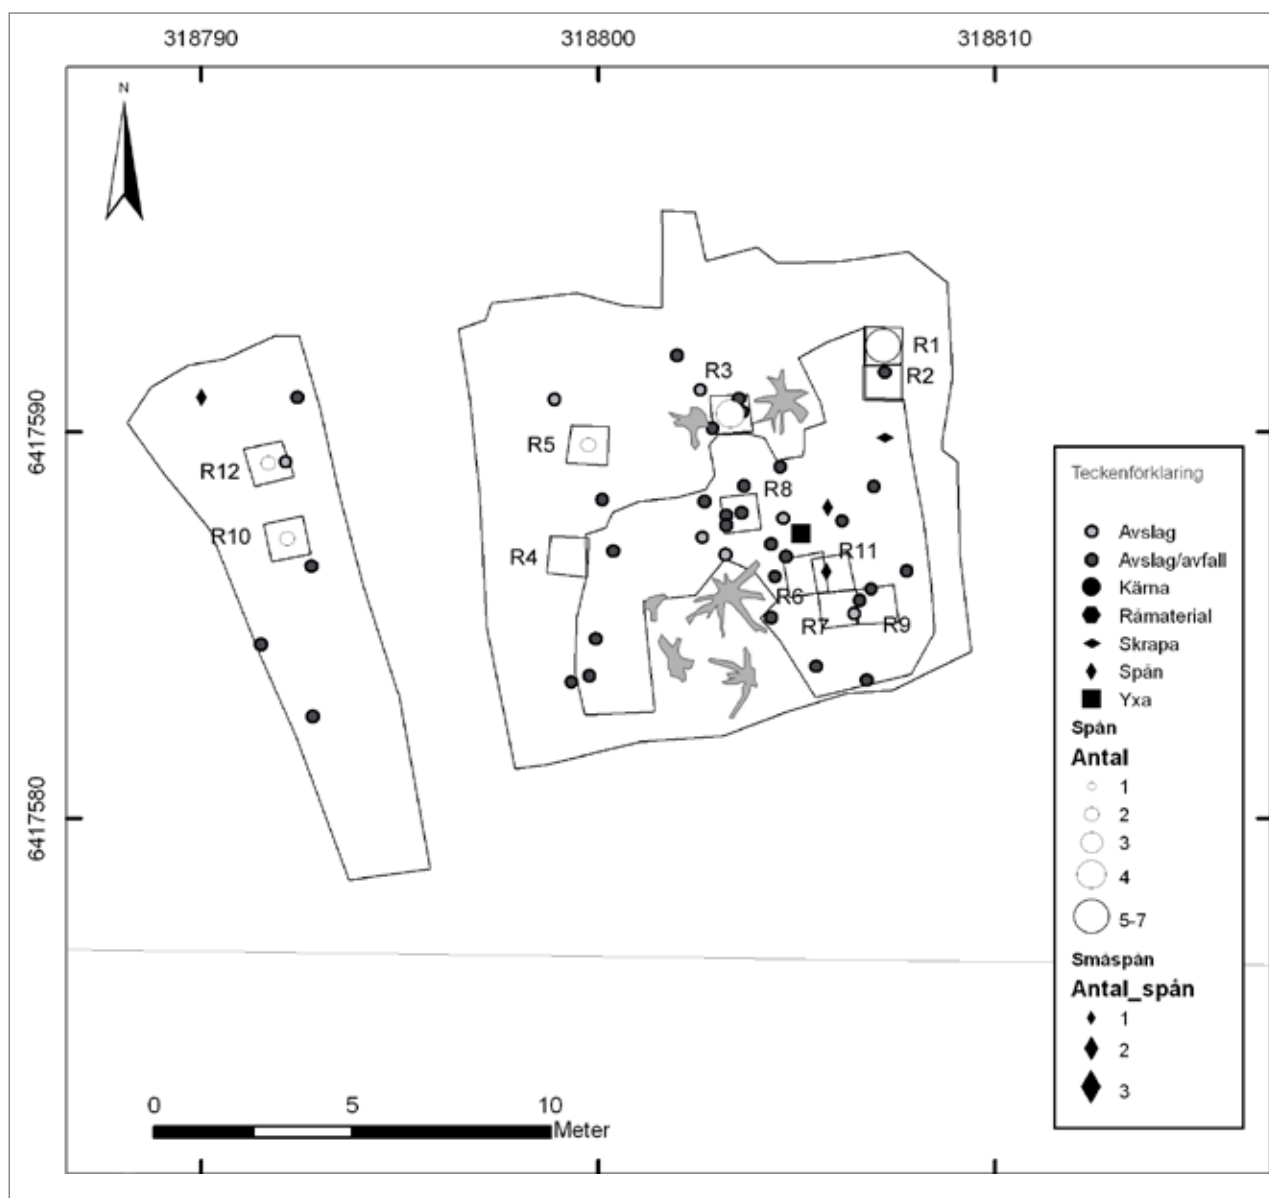 318790 318800 318810
N
R1
R3
R2
6417590
R5
R12
R8
R10
R4
R11
R6
R7
R9
6417580
Teckenförklaring
Avslag
Avslag/avfall
Kärna
Råmaterial
Skrapa
Spån
Yxa
Spån
Antal
1
2
3
4
5-7
Småspån
Antal_spån
1
2
3
0 5 10
Meter